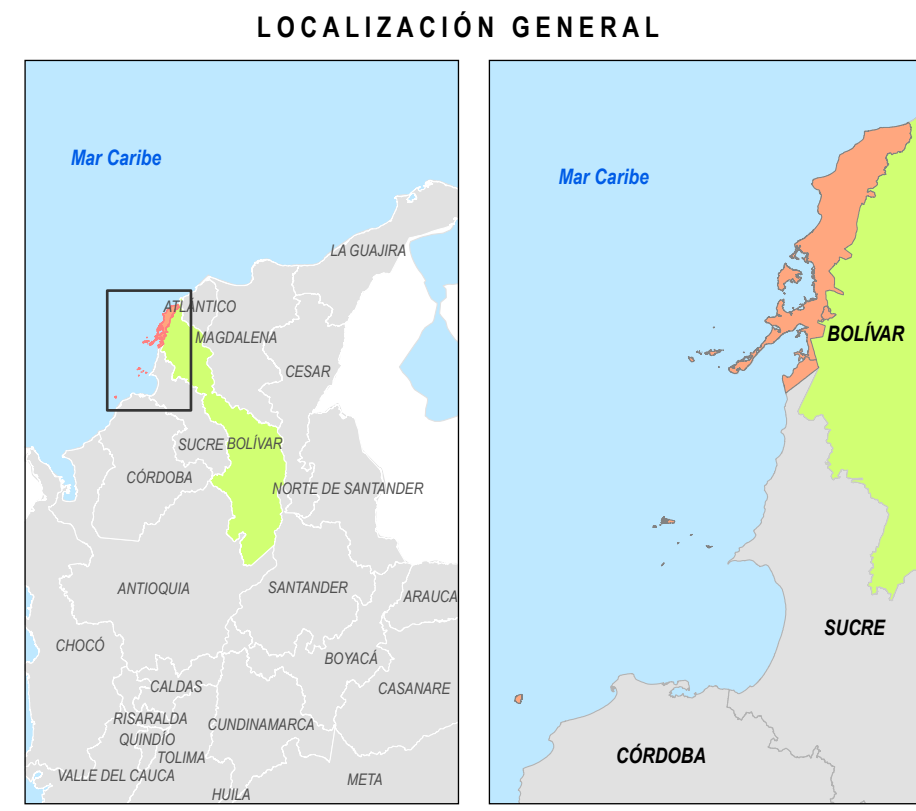 LOCALIZACIÓN GENERAL
Mar Caribe
LA GUAJIRA
ATLÁNTICO
MAGDALENA
CESAR
SUCRE
BOLÍVAR
CÓRDOBA
NORTE DE SANTANDER
ANTIOQUIA
SANTANDER
ARAUCA
CHOCÓ
BOYACÁ
CALDAS
CASANARE
RISARALDA
CUNDINAMARCA
QUINDÍO
TOLIMA
VALLE DEL CAUCA
META
HUILA
Mar Caribe
BOLÍVAR
SUCRE
CÓRDOBA